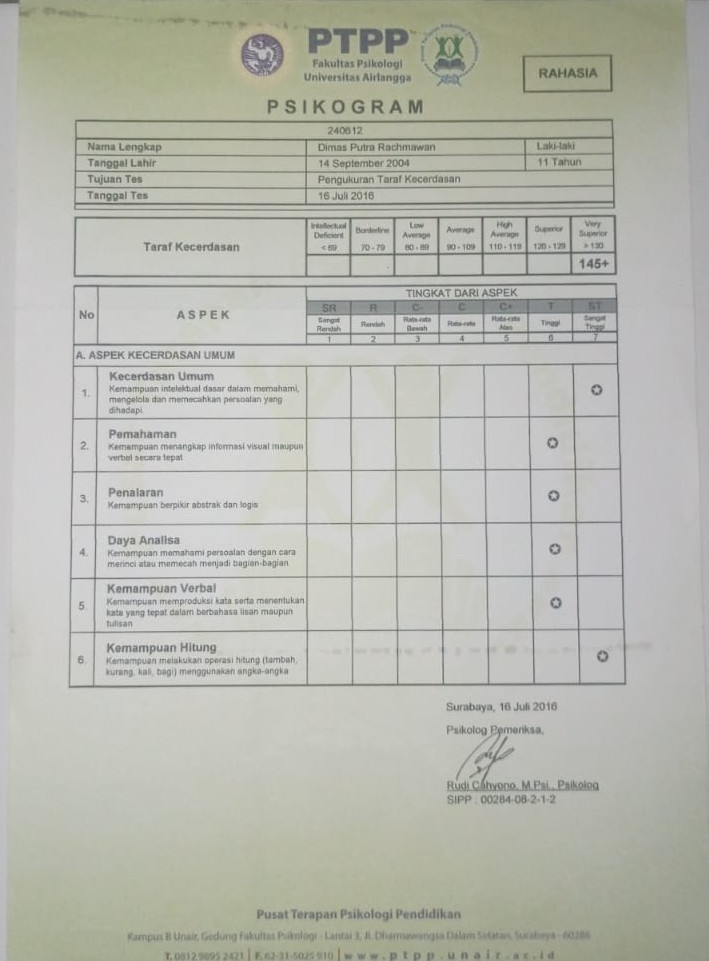 PTPP
Fakultas Psikologi
Universitas Airlangga
RAHASIA
PSIKOGRAM
240612
Nama Lengkap Dimas Putra Rachmawan Laki-laki
Tanggal Lahir 14 September 2004 11 Tahun
Tujuan Tes Pengukuran Taraf Kecerdasan
Tanggal Tes 16 Juli 2016
Taraf Kecerdasan
Intellectual Deficient <69
Borderline 70 - 79
Low Average 80 - 89
Average 90 - 109
High Average 110 - 119
Superior 120 - 129
Very Superior > 130
145+
No ASPEK TINGKAT DARI ASPEK
SR R C- C C+ T ST
Sangat Rendah
Rendah
Rata-rata Bawah
Rata-rata
Rata-rata Atas
Tinggi
Sangat Tinggi
1 2 3 4 5 6 7
A. ASPEK KECERDASAN UMUM
1. Kecerdasan Umum
Kemampuan intelektual dasar dalam memahami,
mengelola dan memecahkan persoalan yang
dihadapi.
2. Pemahaman
Kemampuan menangkap informasi visual maupun
verbal secara tepat
3. Penalaran
Kemampuan berpikir abstrak dan logis
4. Daya Analisa
Kemampuan memahami persoalan dengan cara
merinci atau memecah menjadi bagian-bagian
5. Kemampuan Verbal
Kemampuan memproduksi kata serta menentukan
kata yang tepat dalam berbahasa lisan maupun
tulisan
6. Kemampuan Hitung
Kemampuan melakukan operasi hitung (tambah,
kurang, kali, bagi) menggunakan angka-angka
Surabaya, 16 Juli 2016
Psikolog Pemeriksa,
Rudi Cahyono, M.Psi., Psikolog
SIPP : 00284-08-2-1-2
Pusat Terapan Psikologi Pendidikan
Kampus B Unair, Gedung Fakultas Psikologi - Lantai 3, Jl. Dharmawangsa Dalam Selatan, Surabaya - 60286
T. 0812 9895 2421 | F. 62-31-5025 910 | www.ptpp.unair.ac.id